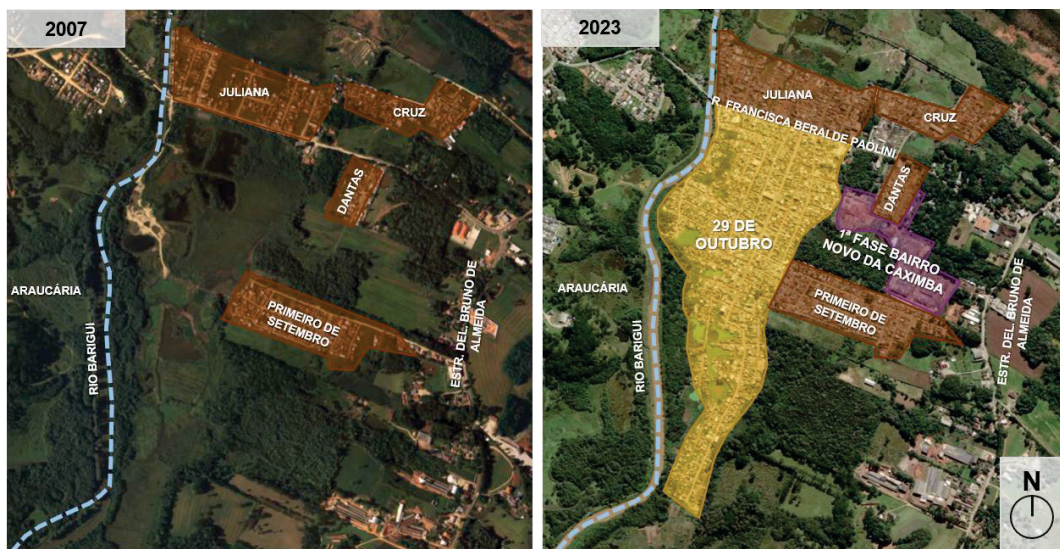 2007
JULIANA
CRUZ
DANTAS
ARAUCÁRIA
PRIMEIRO DE
SETEMBRO
RIO BARIGUI
ESTR. DEL. BRUNO DE
ALMEIDA
2023
JULIANA
CRUZ
R. FRANCISCA BERALDE PAOLINI
DANTAS
29 DE
OUTUBRO
1ª FASE BAIRRO
NOVO DA CAXIMBA
ARAUCÁRIA
PRIMEIRO DE
SETEMBRO
RIO BARIGUI
ESTR. DEL. BRUNO DE
ALMEIDA
N